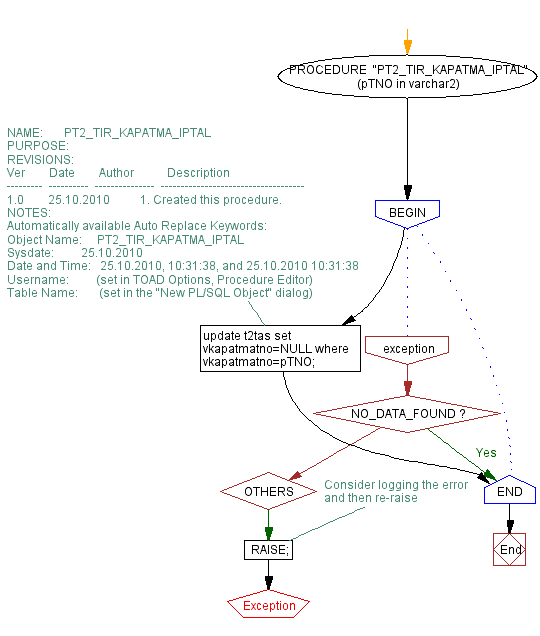 PROCEDURE "PT2_TIR_KAPATMA_IPTAL"
(pTNO in varchar2)
NAME: PT2_TIR_KAPATMA_IPTAL
PURPOSE:
REVISIONS:
Ver Date Author Description
--------- ---------- --------------- ------------------------------------
1.0 25.10.2010 1. Created this procedure.
NOTES:
Automatically available Auto Replace Keywords:
Object Name: PT2_TIR_KAPATMA_IPTAL
Sysdate: 25.10.2010
Date and Time: 25.10.2010, 10:31:38, and 25.10.2010 10:31:38
Username: (set in TOAD Options, Procedure Editor)
Table Name: (set in the "New PL/SQL Object" dialog)
BEGIN
update t2tas set
vkapatmatno=NULL where
vkapatmatno=pTNO;
exception
NO_DATA_FOUND ?
Yes
OTHERS
Consider logging the error
and then re-raise
END
RAISE;
End
Exception